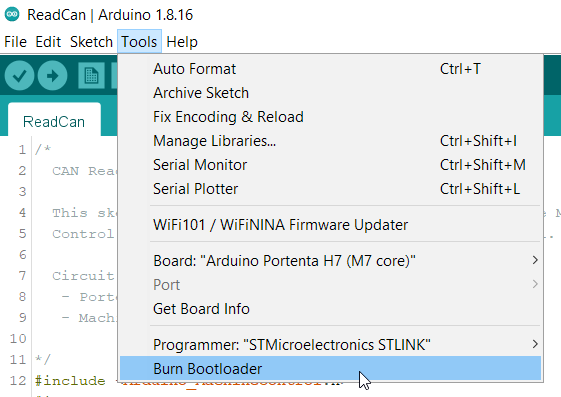 ReadCan | Arduino 1.8.16
File Edit Sketch Tools Help
Auto Format Ctrl+T
Archive Sketch
Fix Encoding & Reload
Manage Libraries... Ctrl+Shift+I
Serial Monitor Ctrl+Shift+M
Serial Plotter Ctrl+Shift+L
WiFi101 / WiFiNINA Firmware Updater
Board: "Arduino Portenta H7 (M7 core)"
Port
Get Board Info
Programmer: "STMicroelectronics STLINK"
Burn Bootloader
ReadCan
1 /*
2 CAN Rea
3
4 This sk
5 Control
6
7 Circuit
8 - Porte
9 - Machi
10
11 */
12 #include